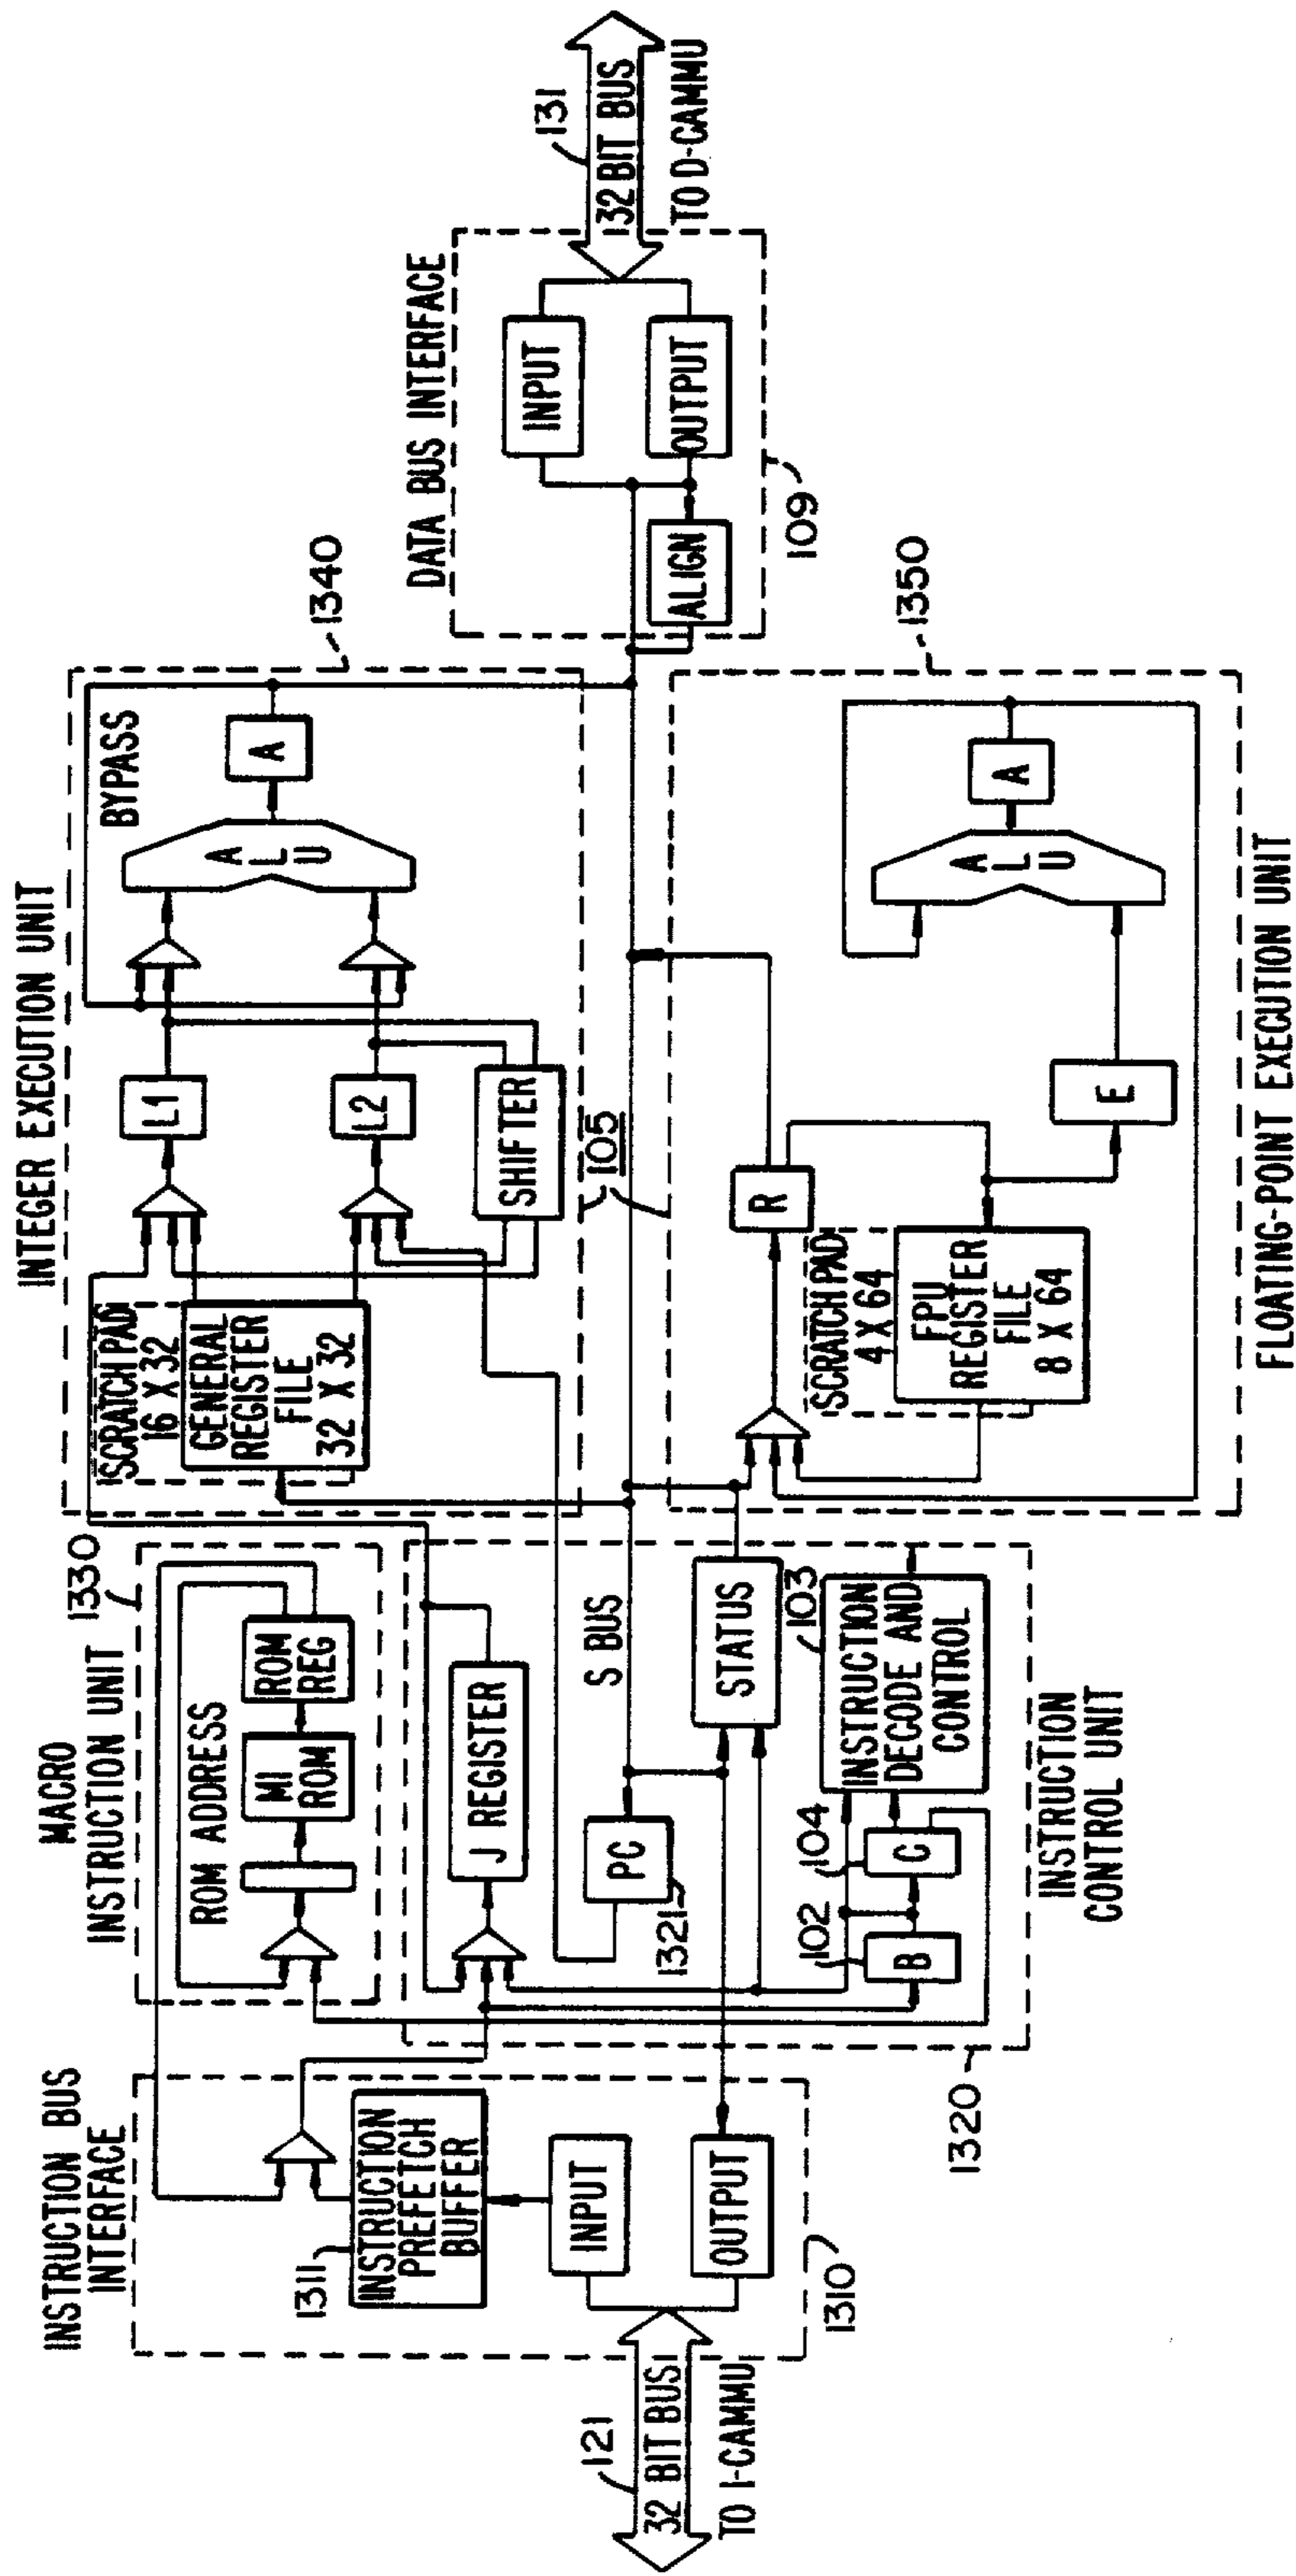 INSTRUCTION BUS
INTERFACE
1311
INSTRUCTION
PREFETCH
BUFFER
INPUT
OUTPUT
1310
121
32 BIT BUS
TO I-CAMMU
MACRO
INSTRUCTION UNIT
1330
ROM ADDRESS
MI
ROM
ROM
REG
J REGISTER
PC
1321
S BUS
STATUS
103
INSTRUCTION
DECODE AND
CONTROL
104
C
102
B
1320
INSTRUCTION
CONTROL UNIT
INTEGER EXECUTION UNIT
SCRATCH PAD
16 X 32
GENERAL
REGISTER
FILE
32 X 32
L1
L2
SHIFTER
BYPASS
ALU
A
1340
105
SCRATCH PAD
4 X 64
FPU
REGISTER
FILE
8 X 64
R
E
ALU
A
1350
FLOATING-POINT EXECUTION UNIT
DATA BUS INTERFACE
INPUT
OUTPUT
ALIGN
109
131
32 BIT BUS
TO D-CAMMU